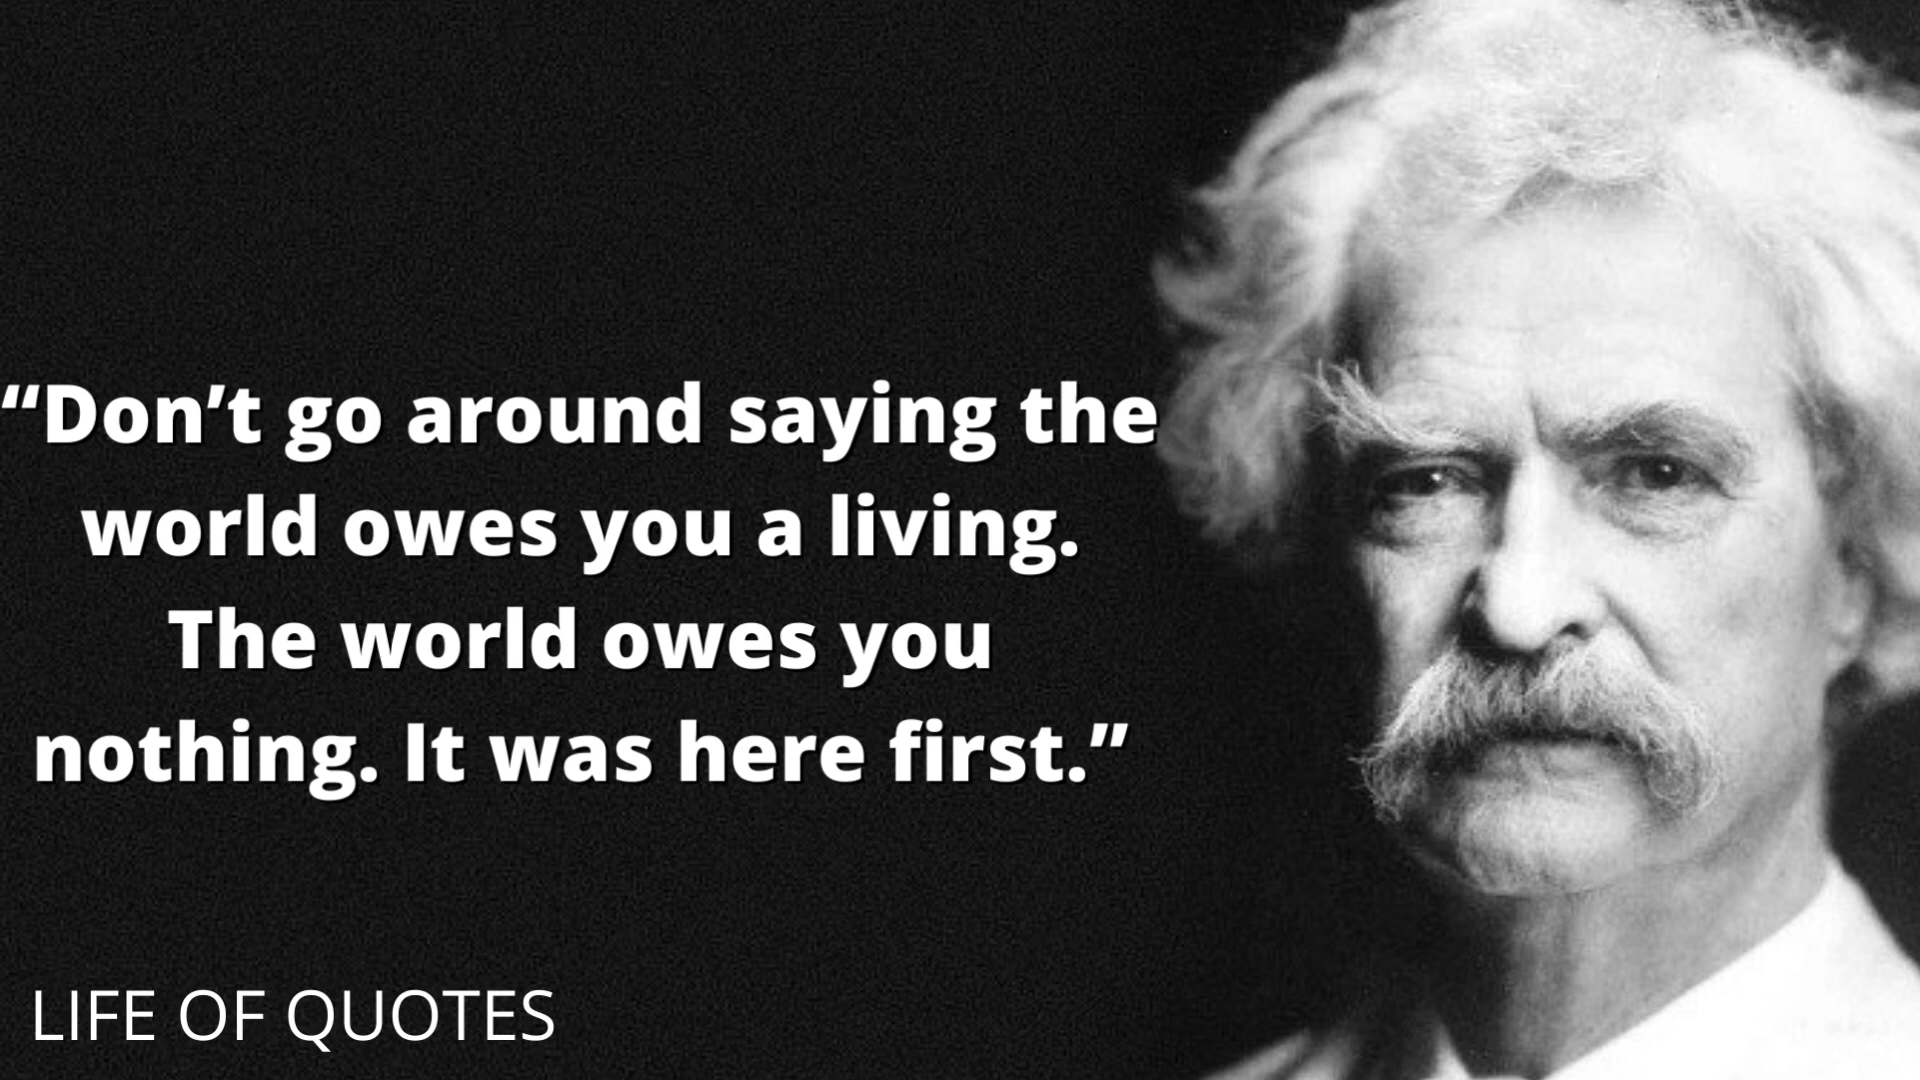 “Don’t go around saying the
world owes you a living.
The world owes you
nothing. It was here first.”
LIFE OF QUOTES